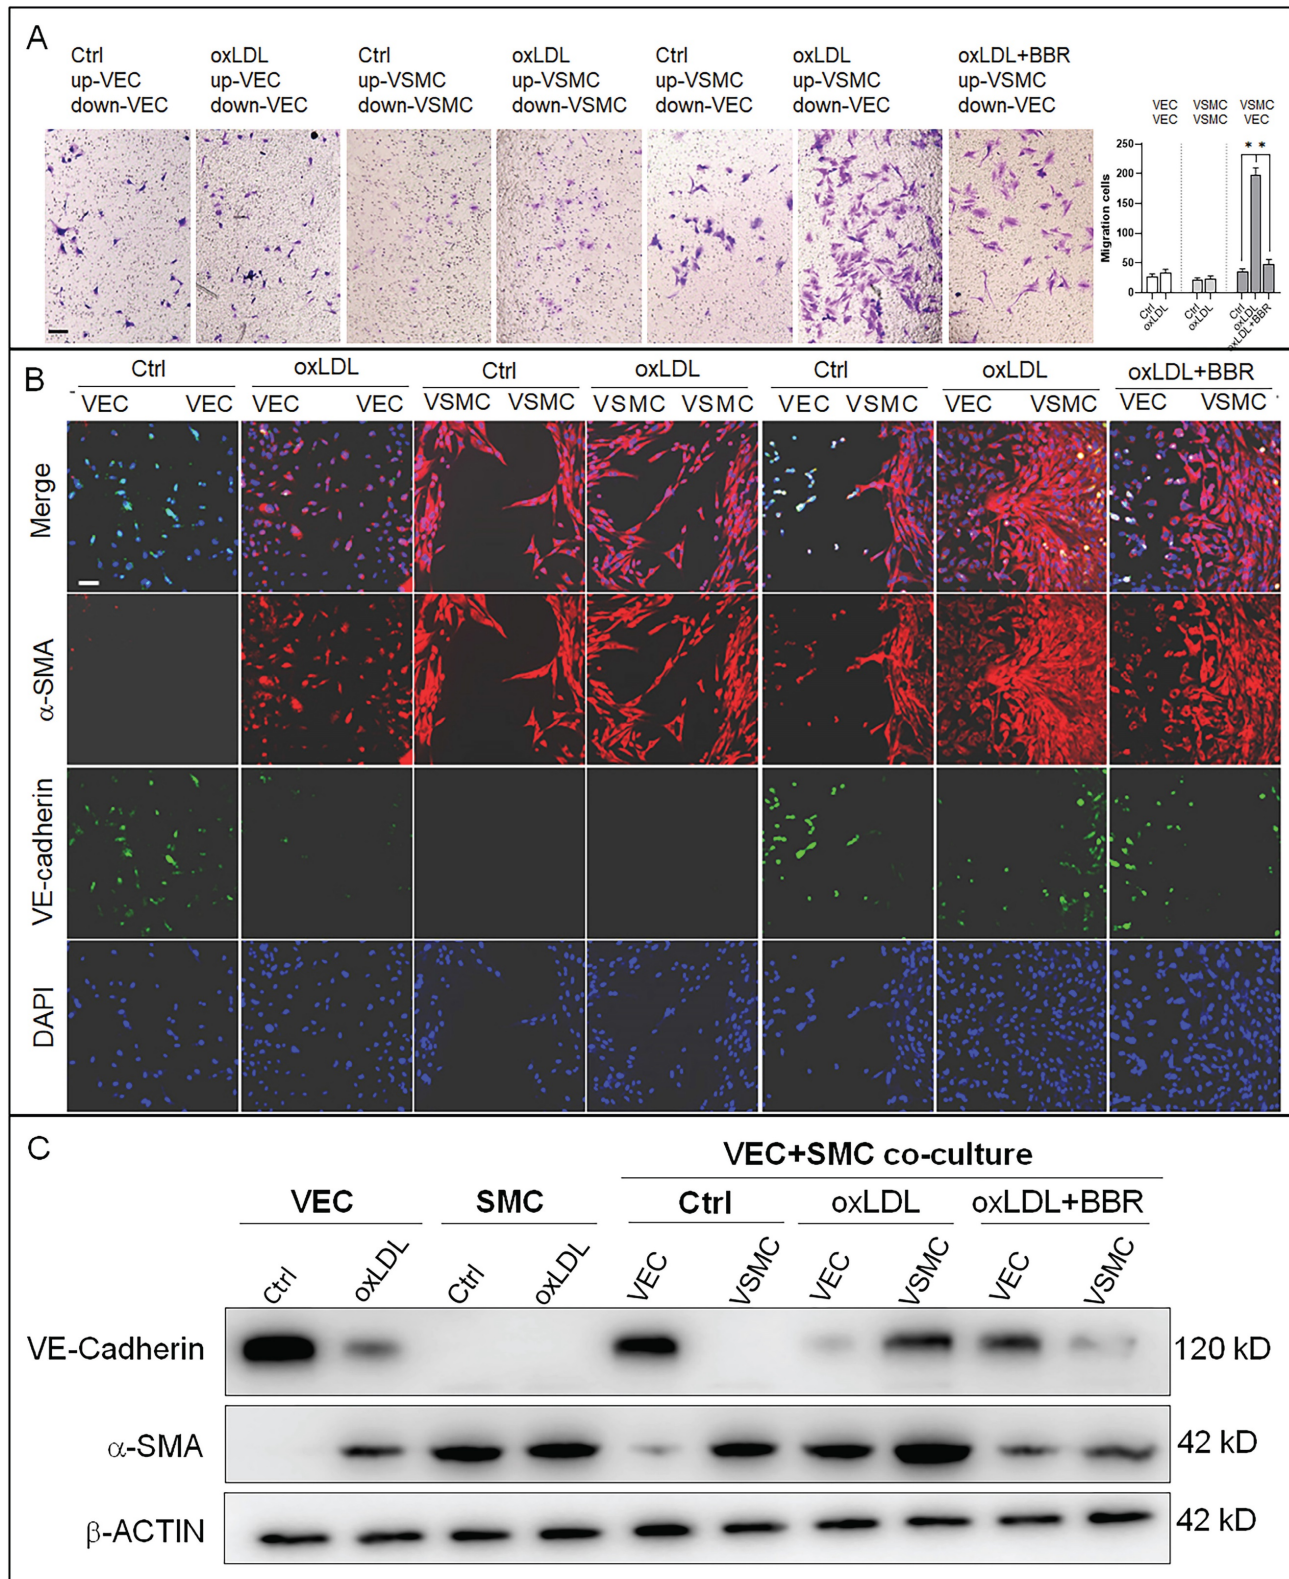 A
Ctrl
up-VEC
down-VEC
oxLDL
up-VEC
down-VEC
Ctrl
up-VSMC
down-VSMC
oxLDL
up-VSMC
down-VSMC
Ctrl
up-VSMC
down-VEC
oxLDL
up-VSMC
down-VEC
oxLDL+BBR
up-VSMC
down-VEC
VEC VSMC VSMC
VEC VSMC VEC
Migration cells
250
200
150
100
50
0
* *
Ctrl
oxLDL
Ctrl
oxLDL
Ctrl
oxLDL
oxLDL+BBR
B
Ctrl oxLDL Ctrl oxLDL Ctrl oxLDL oxLDL+BBR
VEC VEC VEC VEC VSMC VSMC VSMC VSMC VEC VSMC VEC VSMC VEC VSMC
Merge
α-SMA
VE-cadherin
DAPI
C
VEC+SMC co-culture
VEC SMC Ctrl oxLDL oxLDL+BBR
Ctrl oxLDL Ctrl oxLDL VEC VSMC VEC VSMC VEC VSMC
VE-Cadherin 120 kD
α-SMA 42 kD
β-ACTIN 42 kD